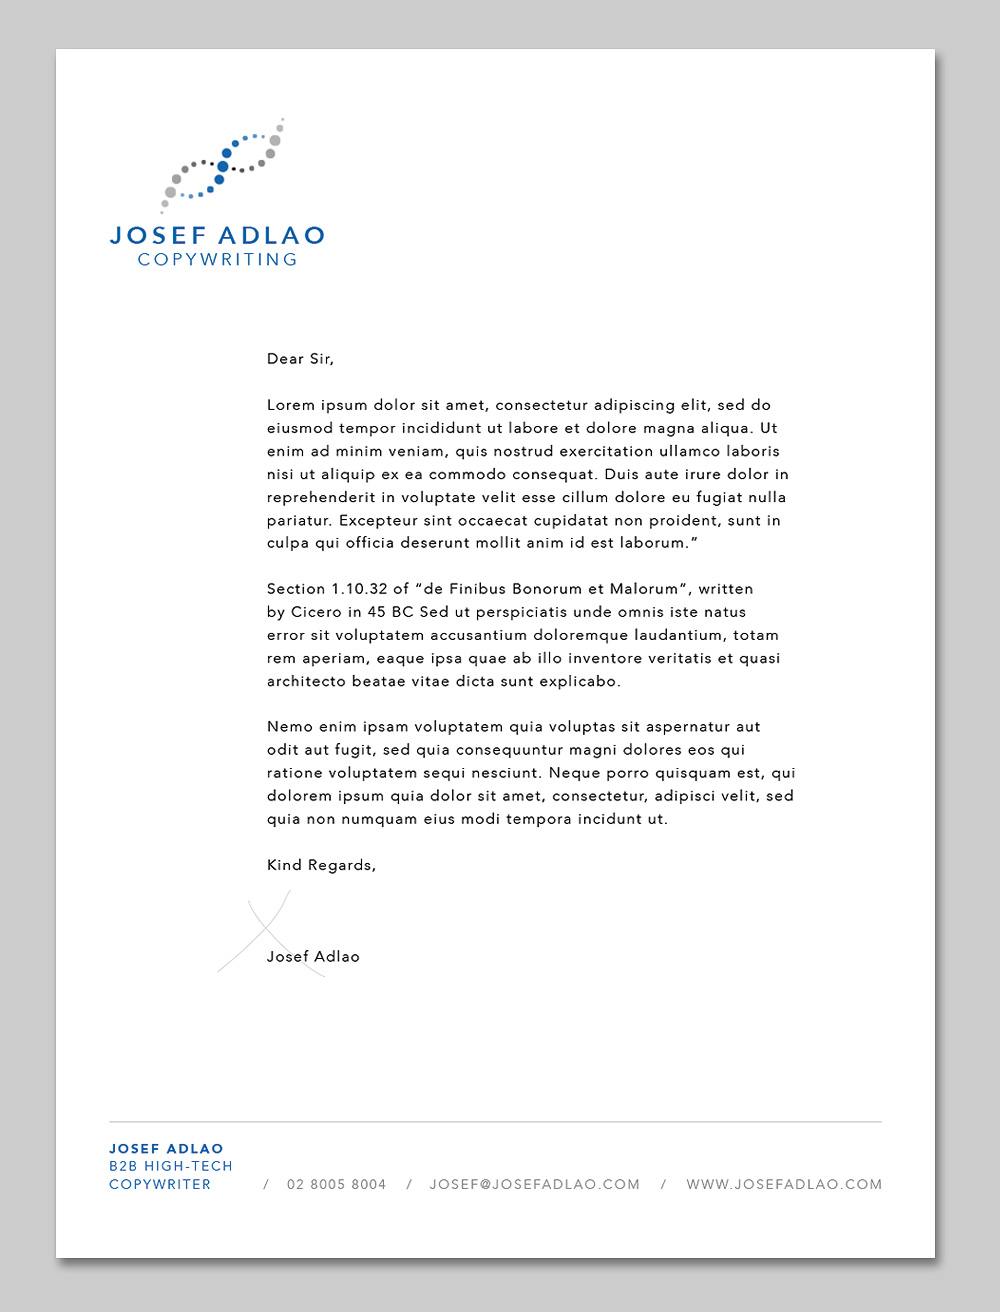 JOSEF ADLAO
COPYWRITING
Dear Sir,
Lorem ipsum dolor sit amet, consectetur adipiscing elit, sed do
eiusmod tempor incididunt ut labore et dolore magna aliqua. Ut
enim ad minim veniam, quis nostrud exercitation ullamco laboris
nisi ut aliquip ex ea commodo consequat. Duis aute irure dolor in
reprehenderit in voluptate velit esse cillum dolore eu fugiat nulla
pariatur. Excepteur sint occaecat cupidatat non proident, sunt in
culpa qui officia deserunt mollit anim id est laborum.”
Section 1.10.32 of “de Finibus Bonorum et Malorum”, written
by Cicero in 45 BC Sed ut perspiciatis unde omnis iste natus
error sit voluptatem accusantium doloremque laudantium, totam
rem aperiam, eaque ipsa quae ab illo inventore veritatis et quasi
architecto beatae vitae dicta sunt explicabo.
Nemo enim ipsam voluptatem quia voluptas sit aspernatur aut
odit aut fugit, sed quia consequuntur magni dolores eos qui
ratione voluptatem sequi nesciunt. Neque porro quisquam est, qui
dolorem ipsum quia dolor sit amet, consectetur, adipisci velit, sed
quia non numquam eius modi tempora incidunt ut.
Kind Regards,
Josef Adlao
JOSEF ADLAO
B2B HIGH-TECH
COPYWRITER / 02 8005 8004 / JOSEF@JOSEFADLAO.COM / WWW.JOSEFADLAO.COM